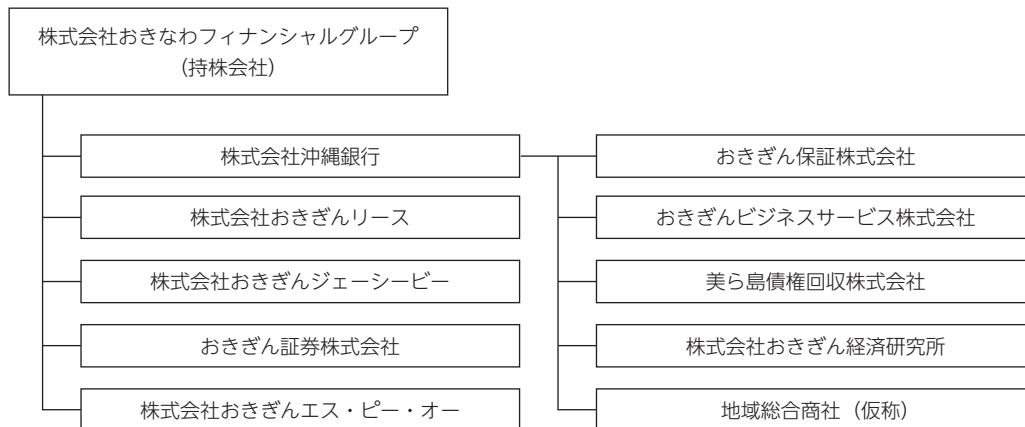 株式会社おきなわフィナンシャルグループ
（持株会社）
株式会社沖縄銀行
おきぎん保証株式会社
株式会社おきぎんリース
おきぎんビジネスサービス株式会社
株式会社おきぎんジェーシービー
美ら島債権回収株式会社
おきぎん証券株式会社
株式会社おきぎん経済研究所
株式会社おきぎんエス・ピー・オー
地域総合商社（仮称）